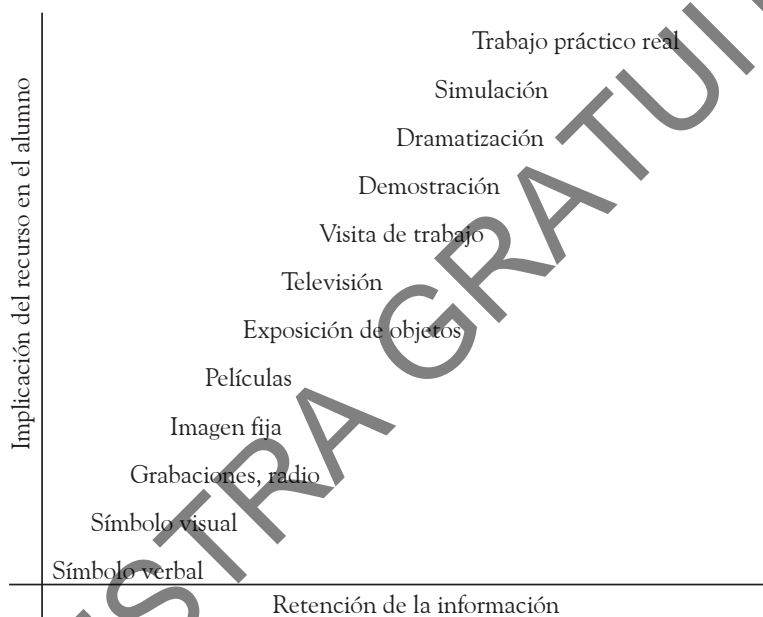 Trabajo práctico real
Simulación
Dramatización
Demostración
Visita de trabajo
Televisión
Exposición de objetos
Películas
Imagen fija
Grabaciones, radio
Símbolo visual
Símbolo verbal
Implicación del recurso en el alumno
Retención de la información
STRA GRATUI